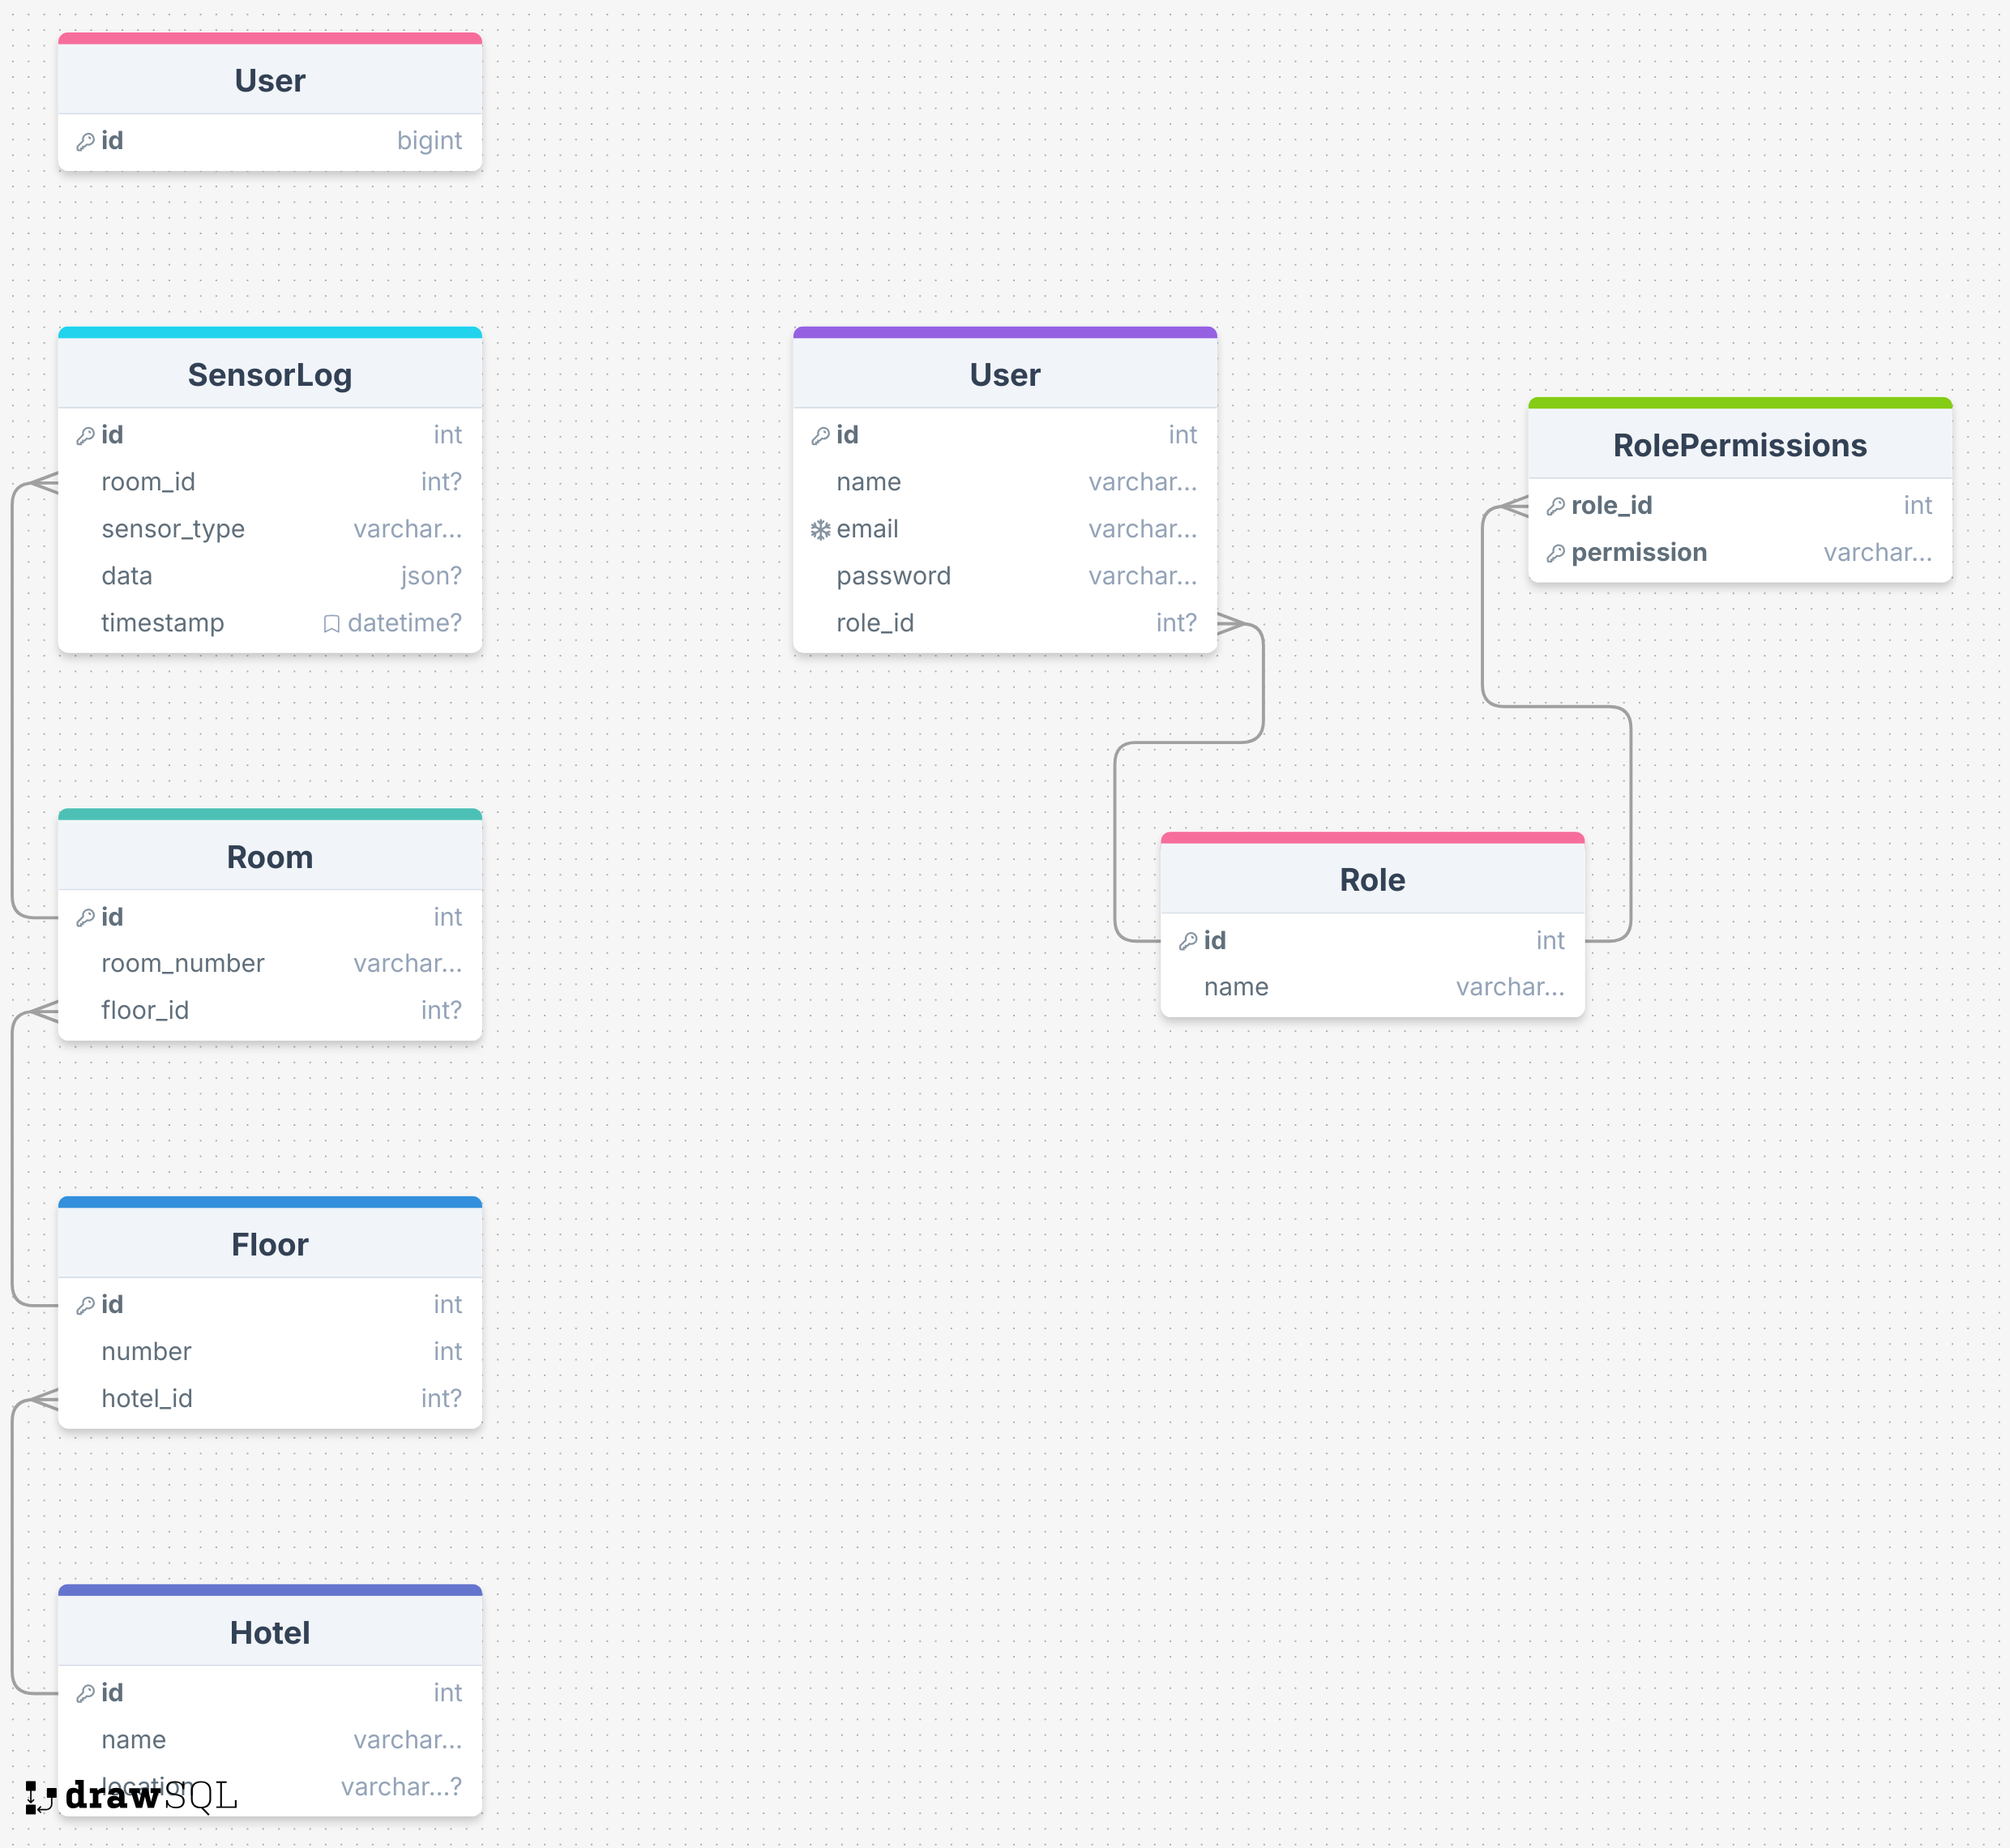 User
id bigint
SensorLog
id int
room_id int?
sensor_type varchar...
data json?
timestamp datetime?
User
id int
name varchar...
email varchar...
password varchar...
role_id int?
RolePermissions
role_id int
permission varchar...
Room
id int
room_number varchar...
floor_id int?
Role
id int
name varchar...
Floor
id int
number int
hotel_id int?
Hotel
id int
name varchar...
location varchar...?
drawSQL